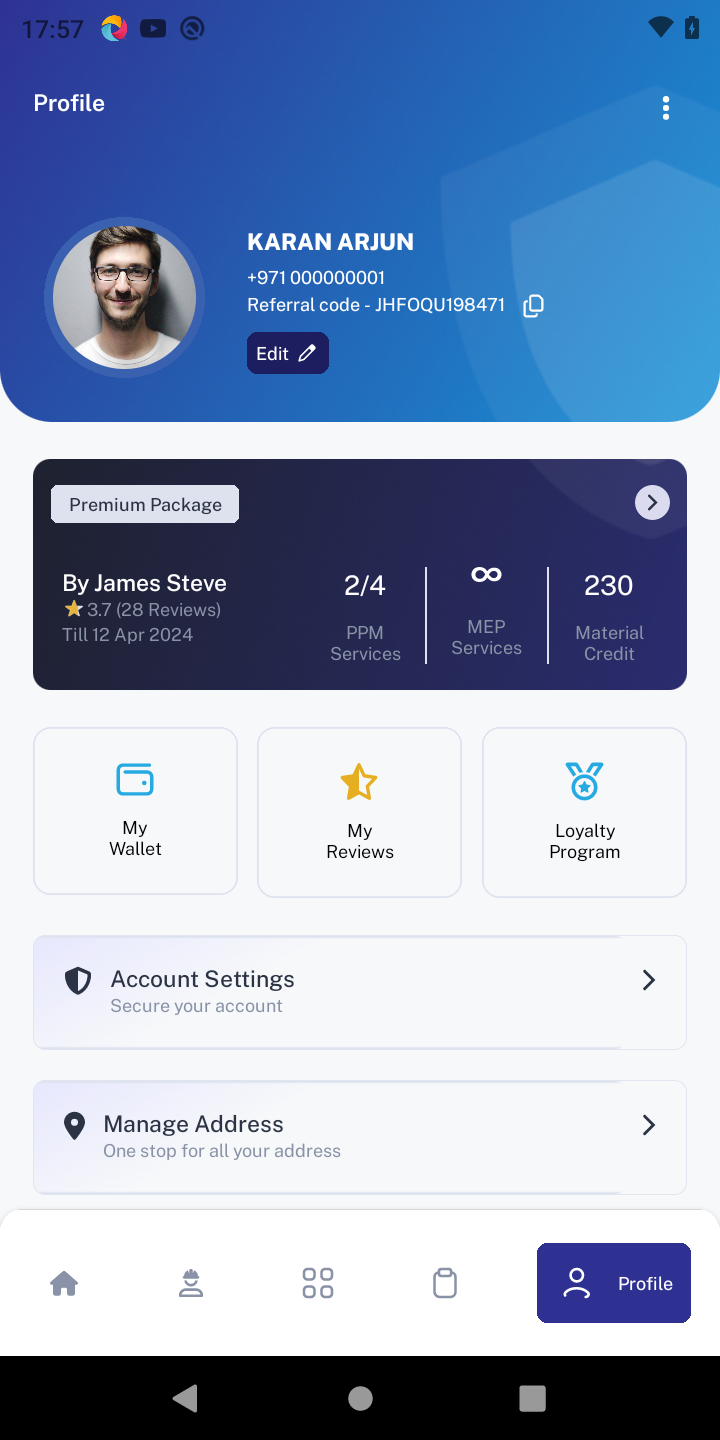 17:57
Profile
KARAN ARJUN
+971 000000001
Referral code - JHFOQU198471
Edit
Premium Package
By James Steve
3.7 (28 Reviews)
Till 12 Apr 2024
2/4
PPM
Services
∞
MEP
Services
230
Material
Credit
My
Wallet
My
Reviews
Loyalty
Program
Account Settings
Secure your account
Manage Address
One stop for all your address
Profile